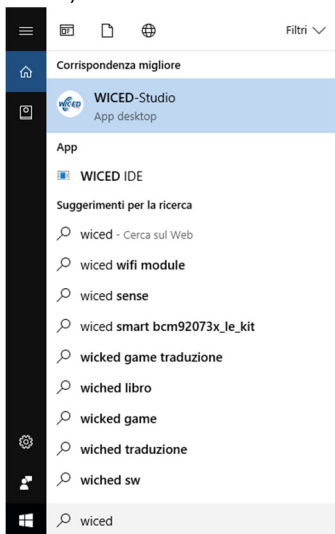 Filtri
Corrispondenza migliore
WICED
WICED-Studio
App desktop
App
WICED IDE
Suggerimenti per la ricerca
wiced - Cerca sul Web
wiced wifi module
wiced sense
wiced smart bcm92073x_le_kit
wicked game traduzione
wiched libro
wicked game
wiched traduzione
wiched sw
wiced